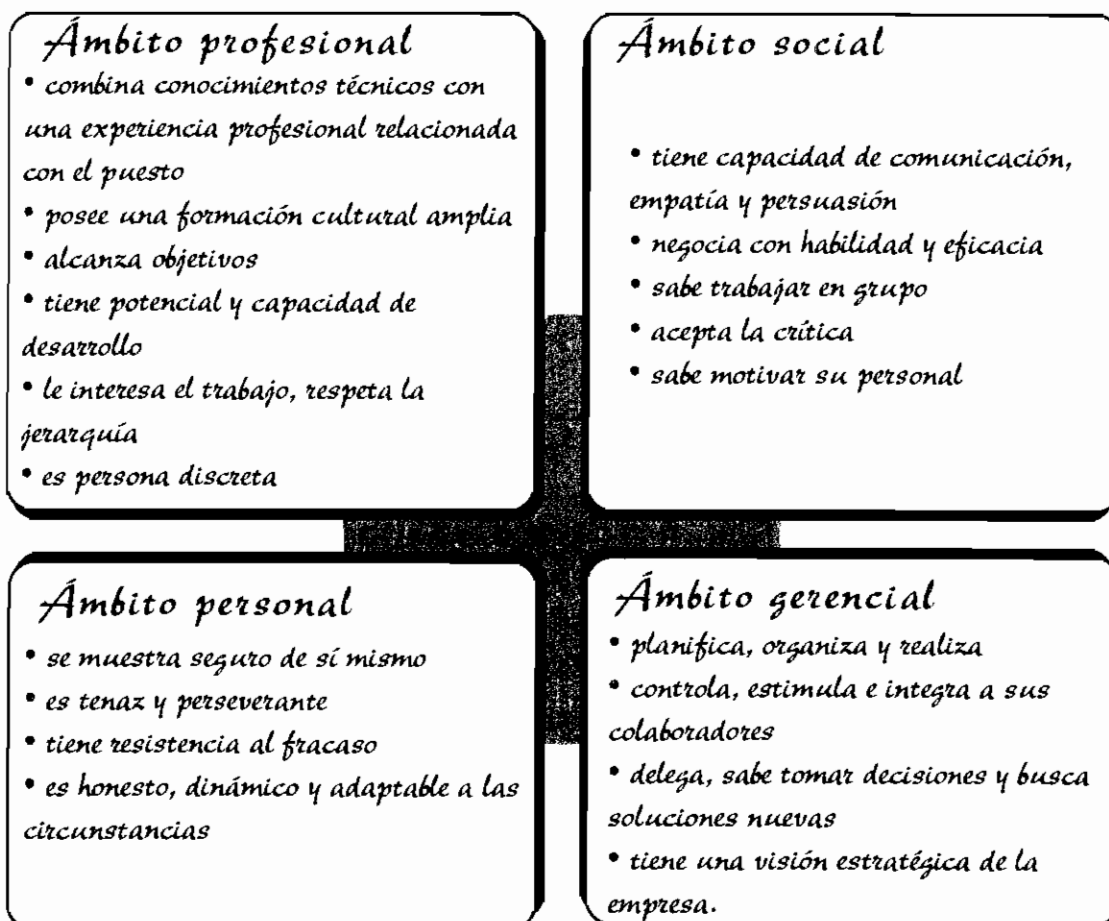 Ámbito profesional
• combina conocimientos técnicos con
una experiencia profesional relacionada
con el puesto
• posee una formación cultural amplia
• alcanza objetivos
• tiene potencial y capacidad de
desarrollo
• le interesa el trabajo, respeta la
jerarquía
• es persona discreta
Ámbito social
• tiene capacidad de comunicación,
empatía y persuasión
• negocia con habilidad y eficacia
• sabe trabajar en grupo
• acepta la crítica
• sabe motivar su personal
Ámbito personal
• se muestra seguro de sí mismo
• es tenaz y perseverante
• tiene resistencia al fracaso
• es honesto, dinámico y adaptable a las
circunstancias
Ámbito gerencial
• planifica, organiza y realiza
• controla, estimula e integra a sus
colaboradores
• delega, sabe tomar decisiones y busca
soluciones nuevas
• tiene una visión estratégica de la
empresa.